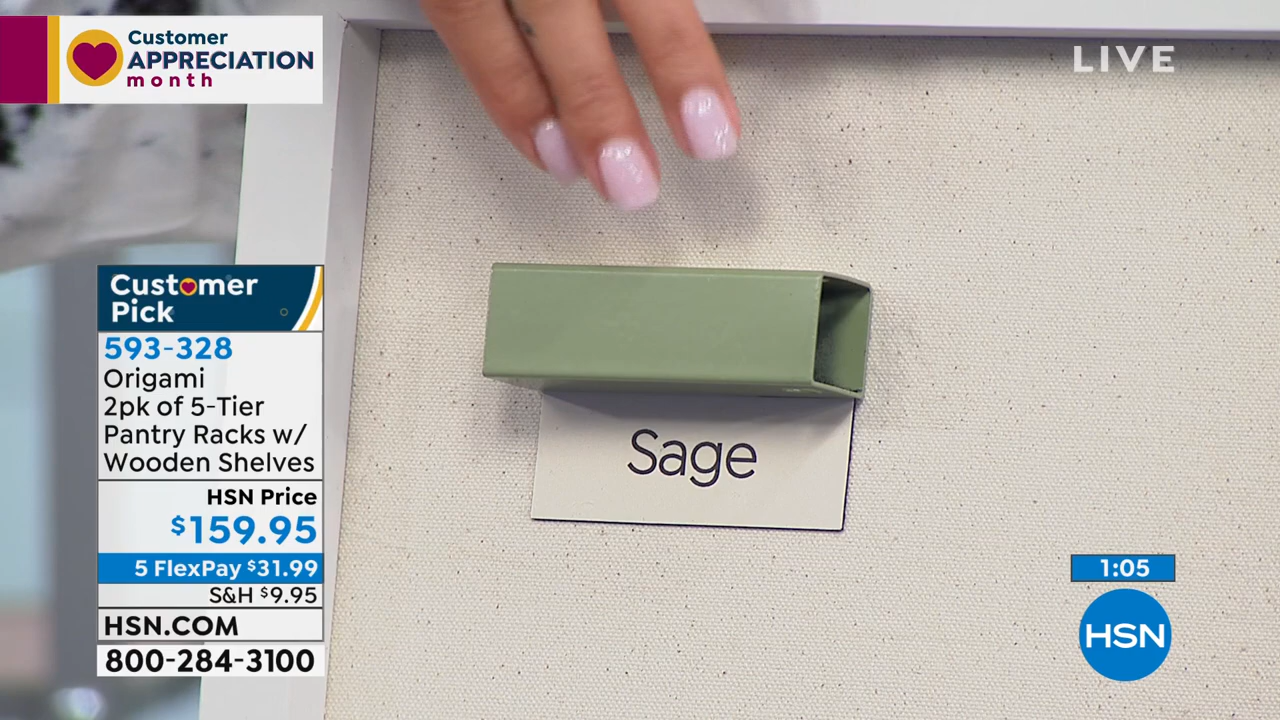 Customer
APPRECIATION
month
LIVE
Customer
Pick
593-328
Origami
2pk of 5-Tier
Pantry Racks w/
Wooden Shelves
HSN Price
$159.95
5 FlexPay $31.99
S&H $9.95
HSN.COM
800-284-3100
Sage
1:05
HSN